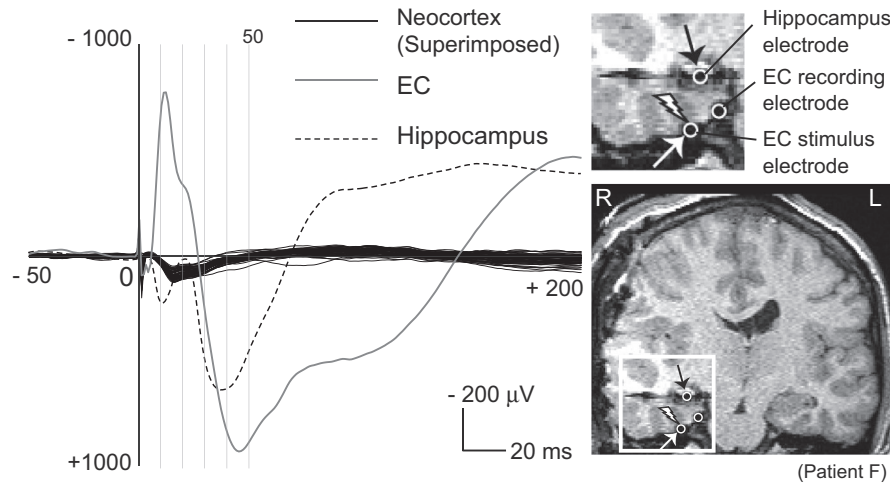 - 1000
50
Neocortex
(Superimposed)
EC
Hippocampus
- 50
0
+ 200
+1000
- 200 μV
20 ms
Hippocampus
electrode
EC recording
electrode
EC stimulus
electrode
R
L
(Patient F)